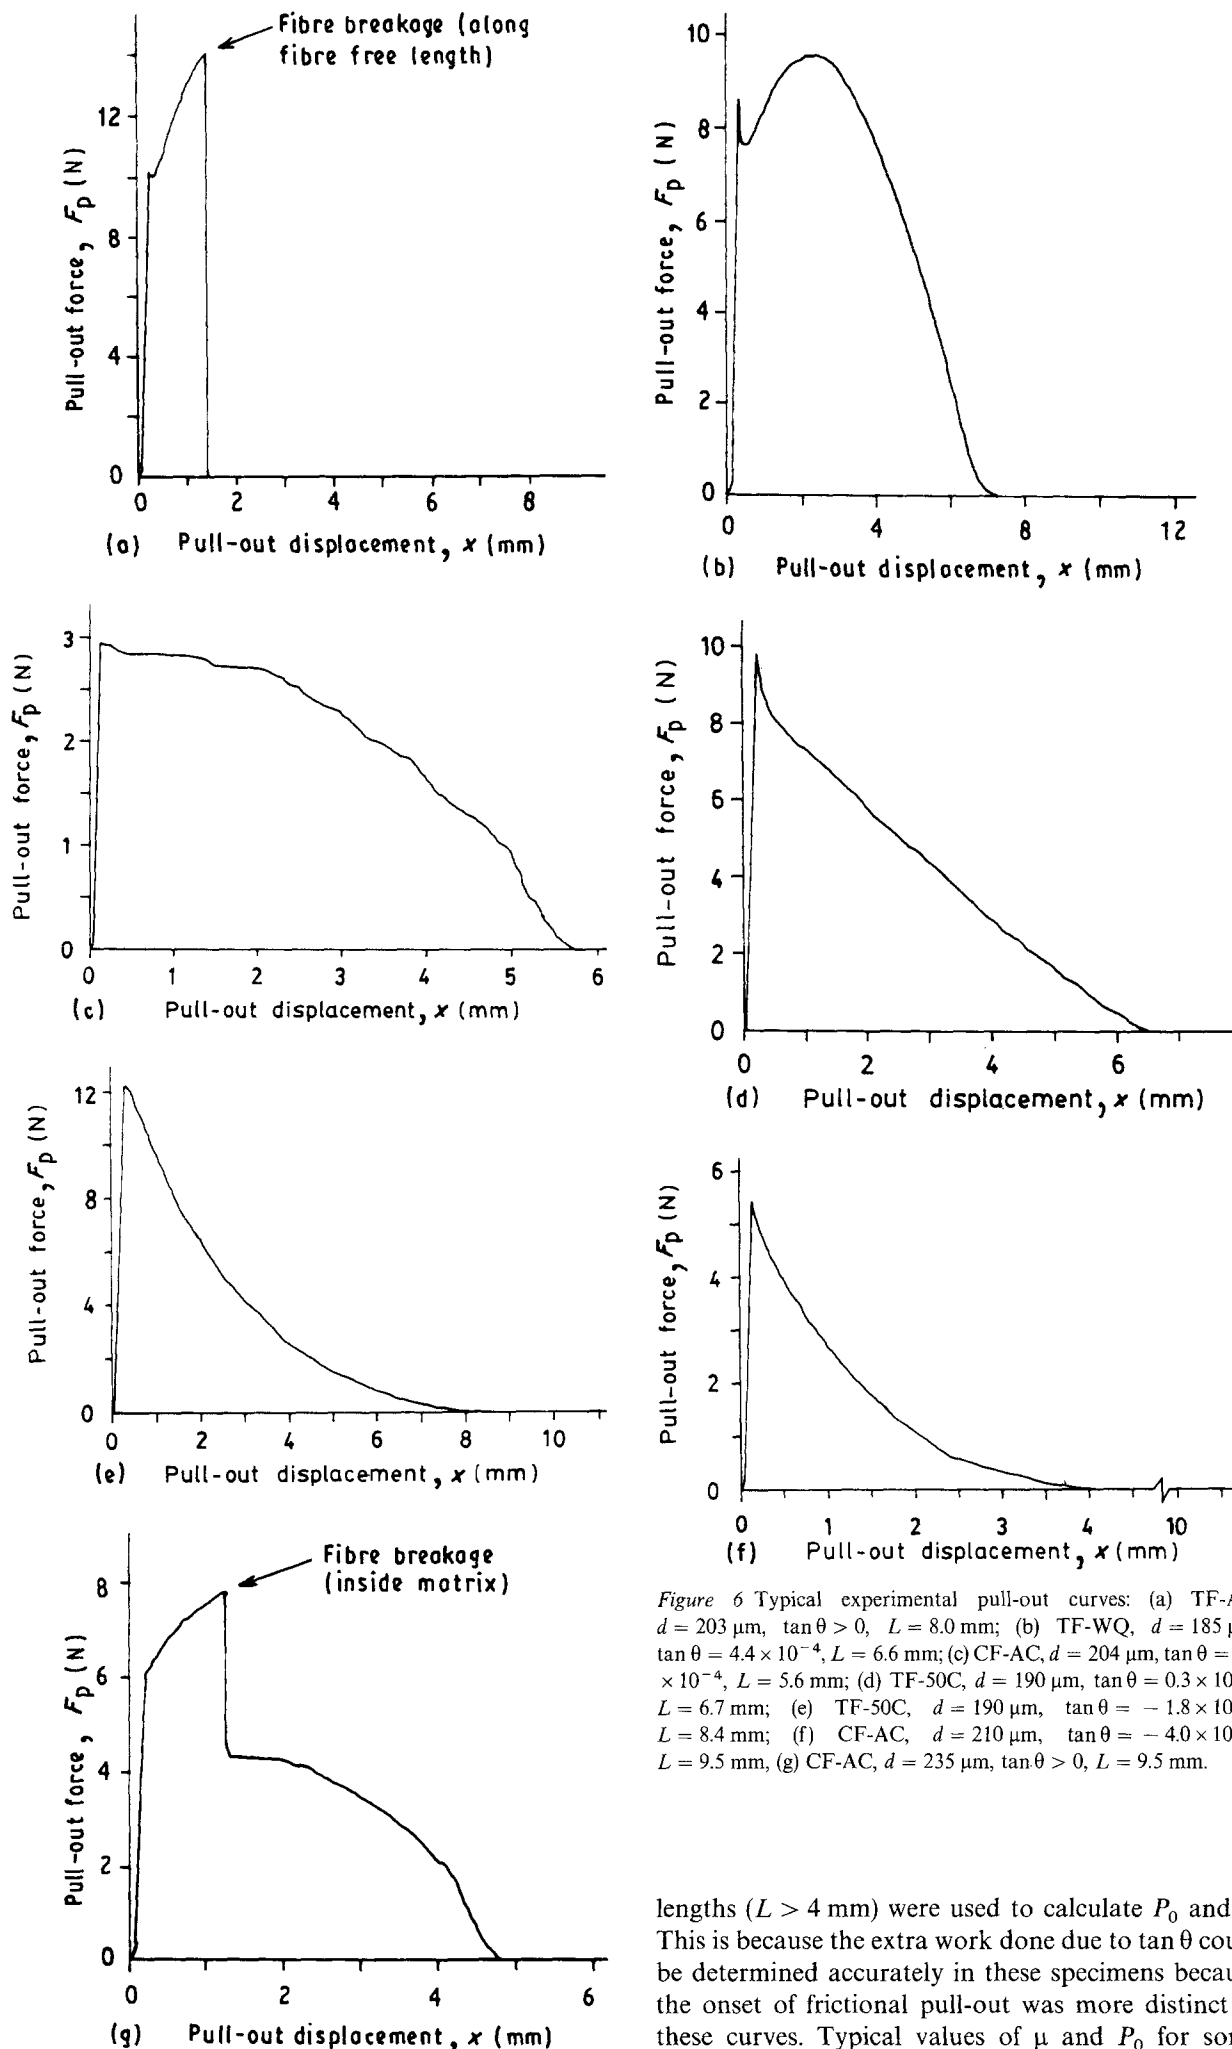 Fibre breakage (along
fibre free length)
12
8
4
0
Pull-out force, Fp (N)
0 2 4 6 8
(a) Pull-out displacement, x (mm)
10
8
6
4
2
0
Pull-out force, Fp (N)
0 4 8 12
(b) Pull-out displacement, x (mm)
3
2
1
0
Pull-out force, Fp (N)
0 1 2 3 4 5 6
(c) Pull-out displacement, x (mm)
10
8
6
4
2
0
Pull-out force, Fp (N)
0 2 4 6
(d) Pull-out displacement, x (mm)
12
8
4
0
Pull-out force, Fp (N)
0 2 4 6 8 10
(e) Pull-out displacement, x (mm)
6
4
2
0
Pull-out force, Fp (N)
0 1 2 3 4 10
(f) Pull-out displacement, x (mm)
Fibre breakage
(inside matrix)
8
6
4
2
0
Pull-out force, Fp (N)
0 2 4 6
(g) Pull-out displacement, x (mm)
Figure 6 Typical experimental pull-out curves: (a) TF-A
d = 203 µm, tan θ > 0, L = 8.0 mm; (b) TF-WQ, d = 185 µ
tan θ = 4.4 × 10⁻⁴, L = 6.6 mm; (c) CF-AC, d = 204 µm, tan θ =
× 10⁻⁴, L = 5.6 mm; (d) TF-50C, d = 190 µm, tan θ = 0.3 × 10
L = 6.7 mm; (e) TF-50C, d = 190 µm, tan θ = − 1.8 × 10
L = 8.4 mm; (f) CF-AC, d = 210 µm, tan θ = − 4.0 × 10
L = 9.5 mm, (g) CF-AC, d = 235 µm, tan θ > 0, L = 9.5 mm.
lengths (L > 4 mm) were used to calculate P₀ and
This is because the extra work done due to tan θ cou
be determined accurately in these specimens becau
the onset of frictional pull-out was more distinct
these curves. Typical values of µ and P₀ for sor